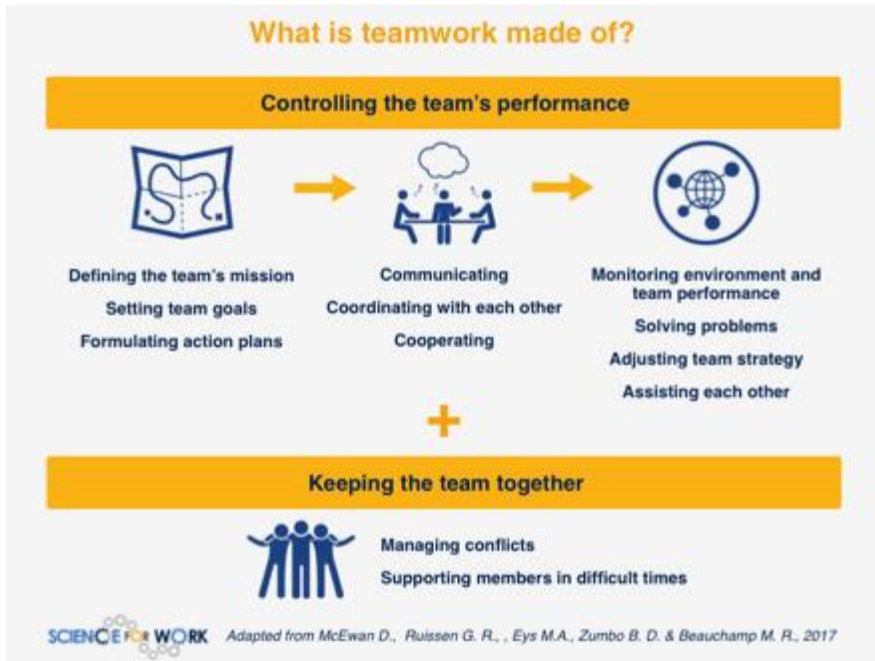 What is teamwork made of?
Controlling the team's performance
Defining the team's mission
Setting team goals
Formulating action plans
Communicating
Coordinating with each other
Cooperating
Monitoring environment and
team performance
Solving problems
Adjusting team strategy
Assisting each other
+
Keeping the team together
Managing conflicts
Supporting members in difficult times
SCIENCE FOR WORK
Adapted from McEwan D., Ruissen G. R., , Eys M.A., Zumbo B. D. & Beauchamp M. R., 2017